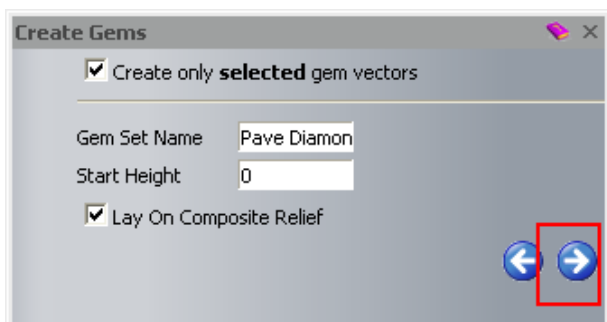 Create Gems
Create only selected gem vectors
Gem Set Name Pave Diamon
Start Height 0
Lay On Composite Relief